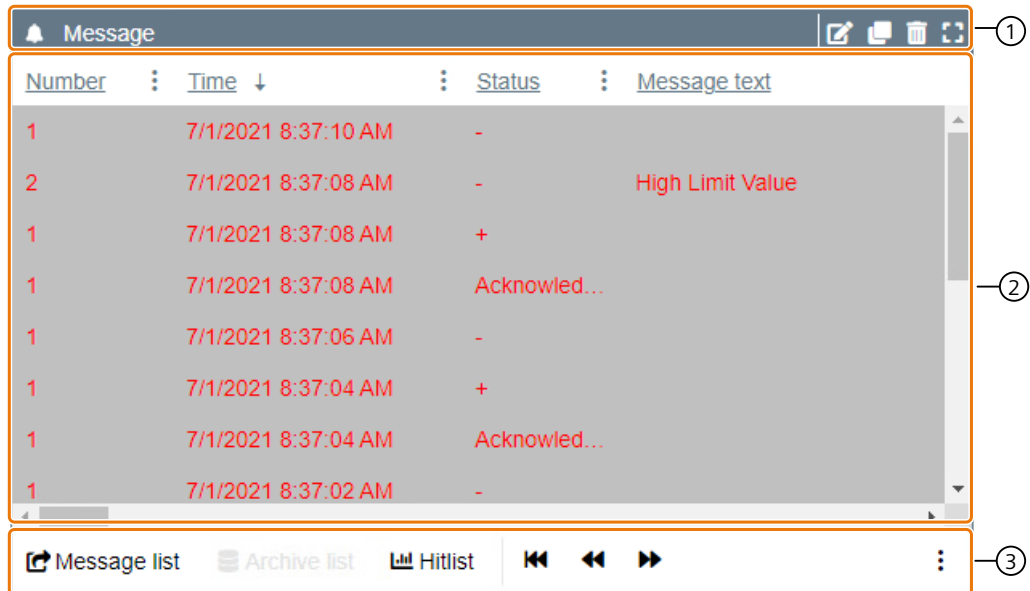 Message
1
Number Time ↓ Status Message text
1 7/1/2021 8:37:10 AM -
2 7/1/2021 8:37:08 AM - High Limit Value
1 7/1/2021 8:37:08 AM +
1 7/1/2021 8:37:08 AM Acknowled...
2
1 7/1/2021 8:37:06 AM -
1 7/1/2021 8:37:04 AM +
1 7/1/2021 8:37:04 AM Acknowled...
1 7/1/2021 8:37:02 AM -
Message list Archive list Hitlist
3